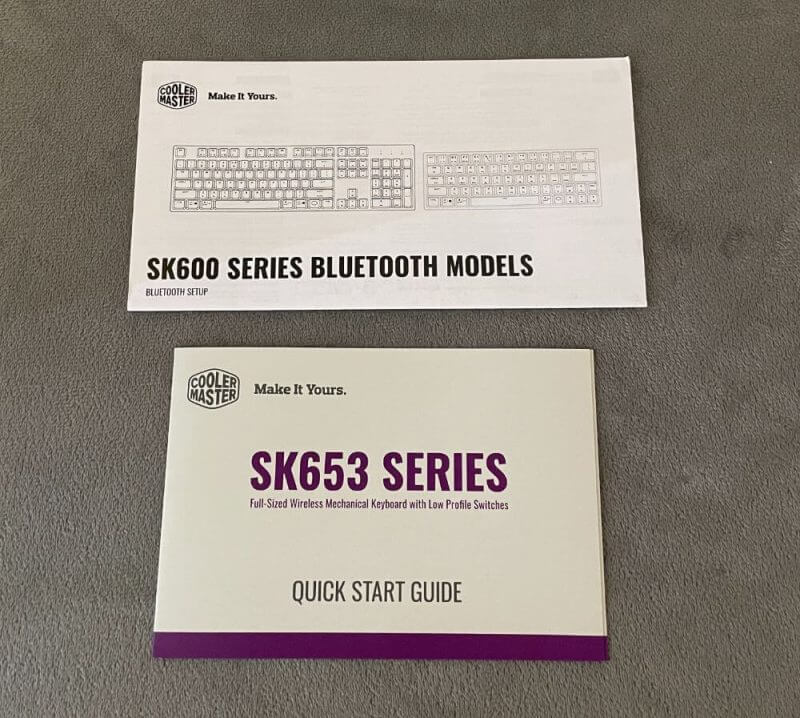 COOLER
MASTER
Make It Yours.
SK600 SERIES BLUETOOTH MODELS
BLUETOOTH SETUP
COOLER
MASTER
Make It Yours.
SK653 SERIES
Full-Sized Wireless Mechanical Keyboard with Low Profile Switches
QUICK START GUIDE